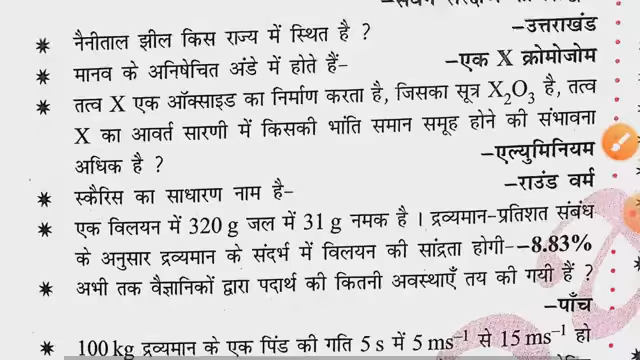 ✷ नैनीताल झील किस राज्य में स्थित है ?
–उत्तराखंड
✷ मानव के अनिषेचित अंडे में होते हैं– –एक X क्रोमोजोम
✷ तत्व X एक ऑक्साइड का निर्माण करता है, जिसका सूत्र X₂O₃ है, तत्व
X का आवर्त सारणी में किसकी भांति समान समूह होने की संभावना
अधिक है ? –एल्युमिनियम
✷ स्कैरिस का साधारण नाम है– –राउंड वर्म
✷ एक विलयन में 320 g जल में 31 g नमक है । द्रव्यमान-प्रतिशत संबंध
के अनुसार द्रव्यमान के संदर्भ में विलयन की सांद्रता होगी––8.83%
✷ अभी तक वैज्ञानिकों द्वारा पदार्थ की कितनी अवस्थाएँ तय की गयी हैं ?
–पाँच
✷ 100 kg द्रव्यमान के एक पिंड की गति 5 s में 5 ms⁻¹ से 15 ms⁻¹ हो